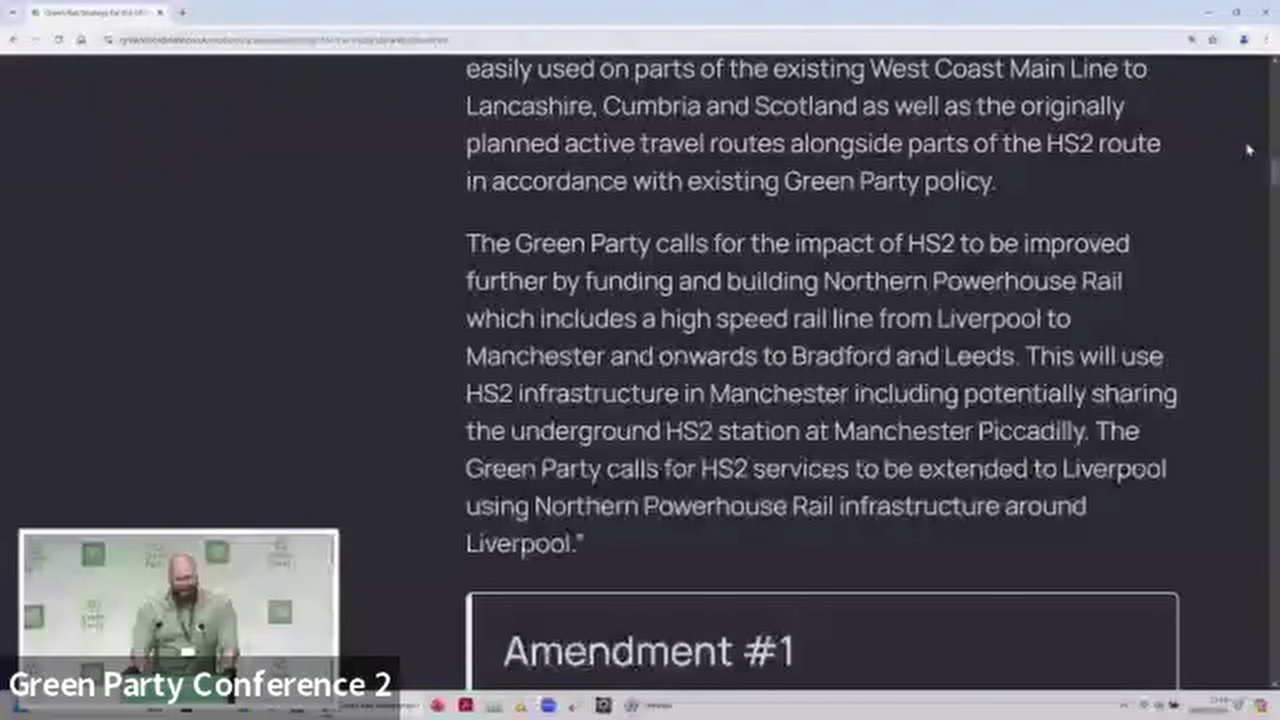 easily used on parts of the existing West Coast Main Line to
Lancashire, Cumbria and Scotland as well as the originally
planned active travel routes alongside parts of the HS2 route
in accordance with existing Green Party policy.
The Green Party calls for the impact of HS2 to be improved
further by funding and building Northern Powerhouse Rail
which includes a high speed rail line from Liverpool to
Manchester and onwards to Bradford and Leeds. This will use
HS2 infrastructure in Manchester including potentially sharing
the underground HS2 station at Manchester Piccadilly. The
Green Party calls for HS2 services to be extended to Liverpool
using Northern Powerhouse Rail infrastructure around
Liverpool.”
Amendment #1
Green Party Conference 2